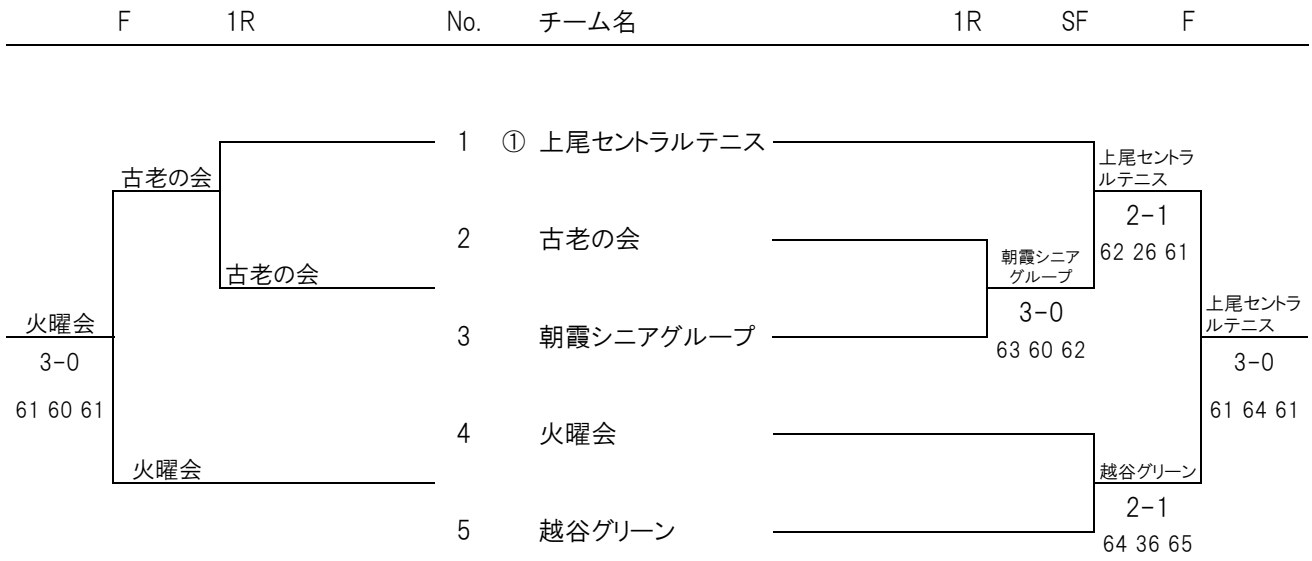 F 1R No. チーム名 1R SF F
1 ① 上尾セントラルテニス
上尾セントラ
ルテニス
古老の会
2-1
2 古老の会
62 26 61
朝霞シニア
グループ
古老の会
上尾セントラ
ルテニス
3-0
火曜会
3 朝霞シニアグループ
63 60 62
3-0
3-0
61 60 61
61 64 61
4 火曜会
火曜会
越谷グリーン
2-1
5 越谷グリーン
64 36 65